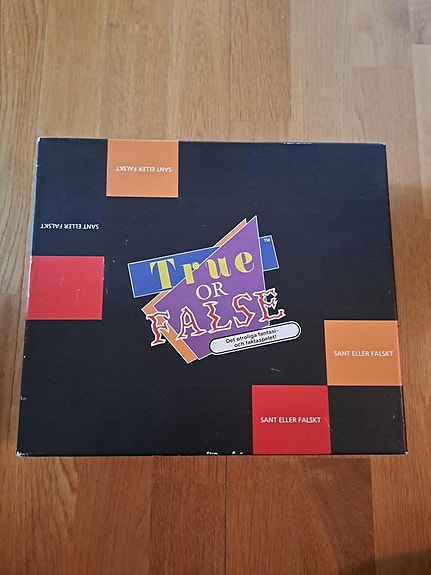 SANT ELLER FALSKT
SANT ELLER FALSKT
True
TM
OR
FALSE
Det otroliga fantasi-
och faktaspelet!
SANT ELLER FALSKT
SANT ELLER FALSKT